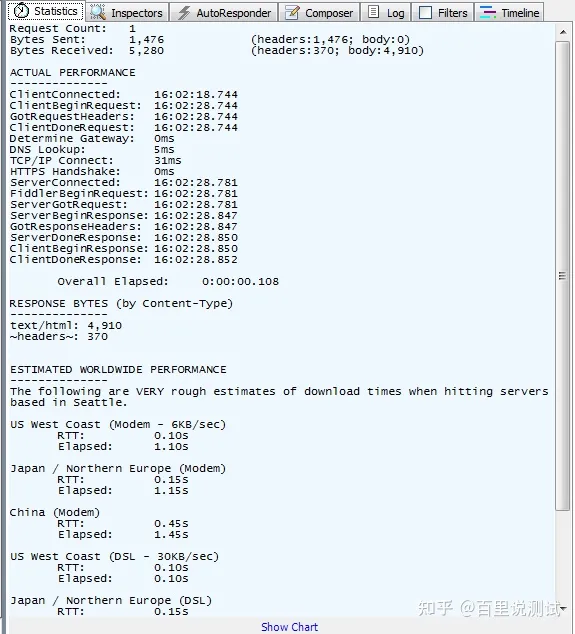 Statistics Inspectors AutoResponder Composer Log Filters Timeline
Request Count: 1
Bytes Sent: 1,476 (headers:1,476; body:0)
Bytes Received: 5,280 (headers:370; body:4,910)
ACTUAL PERFORMANCE
--------------
ClientConnected: 16:02:18.744
ClientBeginRequest: 16:02:28.744
GotRequestHeaders: 16:02:28.744
ClientDoneRequest: 16:02:28.744
Determine Gateway: 0ms
DNS Lookup: 5ms
TCP/IP Connect: 31ms
HTTPS Handshake: 0ms
ServerConnected: 16:02:28.781
FiddlerBeginRequest: 16:02:28.781
ServerGotRequest: 16:02:28.781
ServerBeginResponse: 16:02:28.847
GotResponseHeaders: 16:02:28.847
ServerDoneResponse: 16:02:28.850
ClientBeginResponse: 16:02:28.850
ClientDoneResponse: 16:02:28.852
Overall Elapsed: 0:00:00.108
RESPONSE BYTES (by Content-Type)
--------------
text/html: 4,910
~headers~: 370
ESTIMATED WORLDWIDE PERFORMANCE
--------------
The following are VERY rough estimates of download times when hitting servers
based in Seattle.
US West Coast (Modem - 6KB/sec)
RTT: 0.10s
Elapsed: 1.10s
Japan / Northern Europe (Modem)
RTT: 0.15s
Elapsed: 1.15s
China (Modem)
RTT: 0.45s
Elapsed: 1.45s
US West Coast (DSL - 30KB/sec)
RTT: 0.10s
Elapsed: 0.10s
Japan / Northern Europe (DSL)
RTT: 0.15s
知乎 @百里说测试
Show Chart